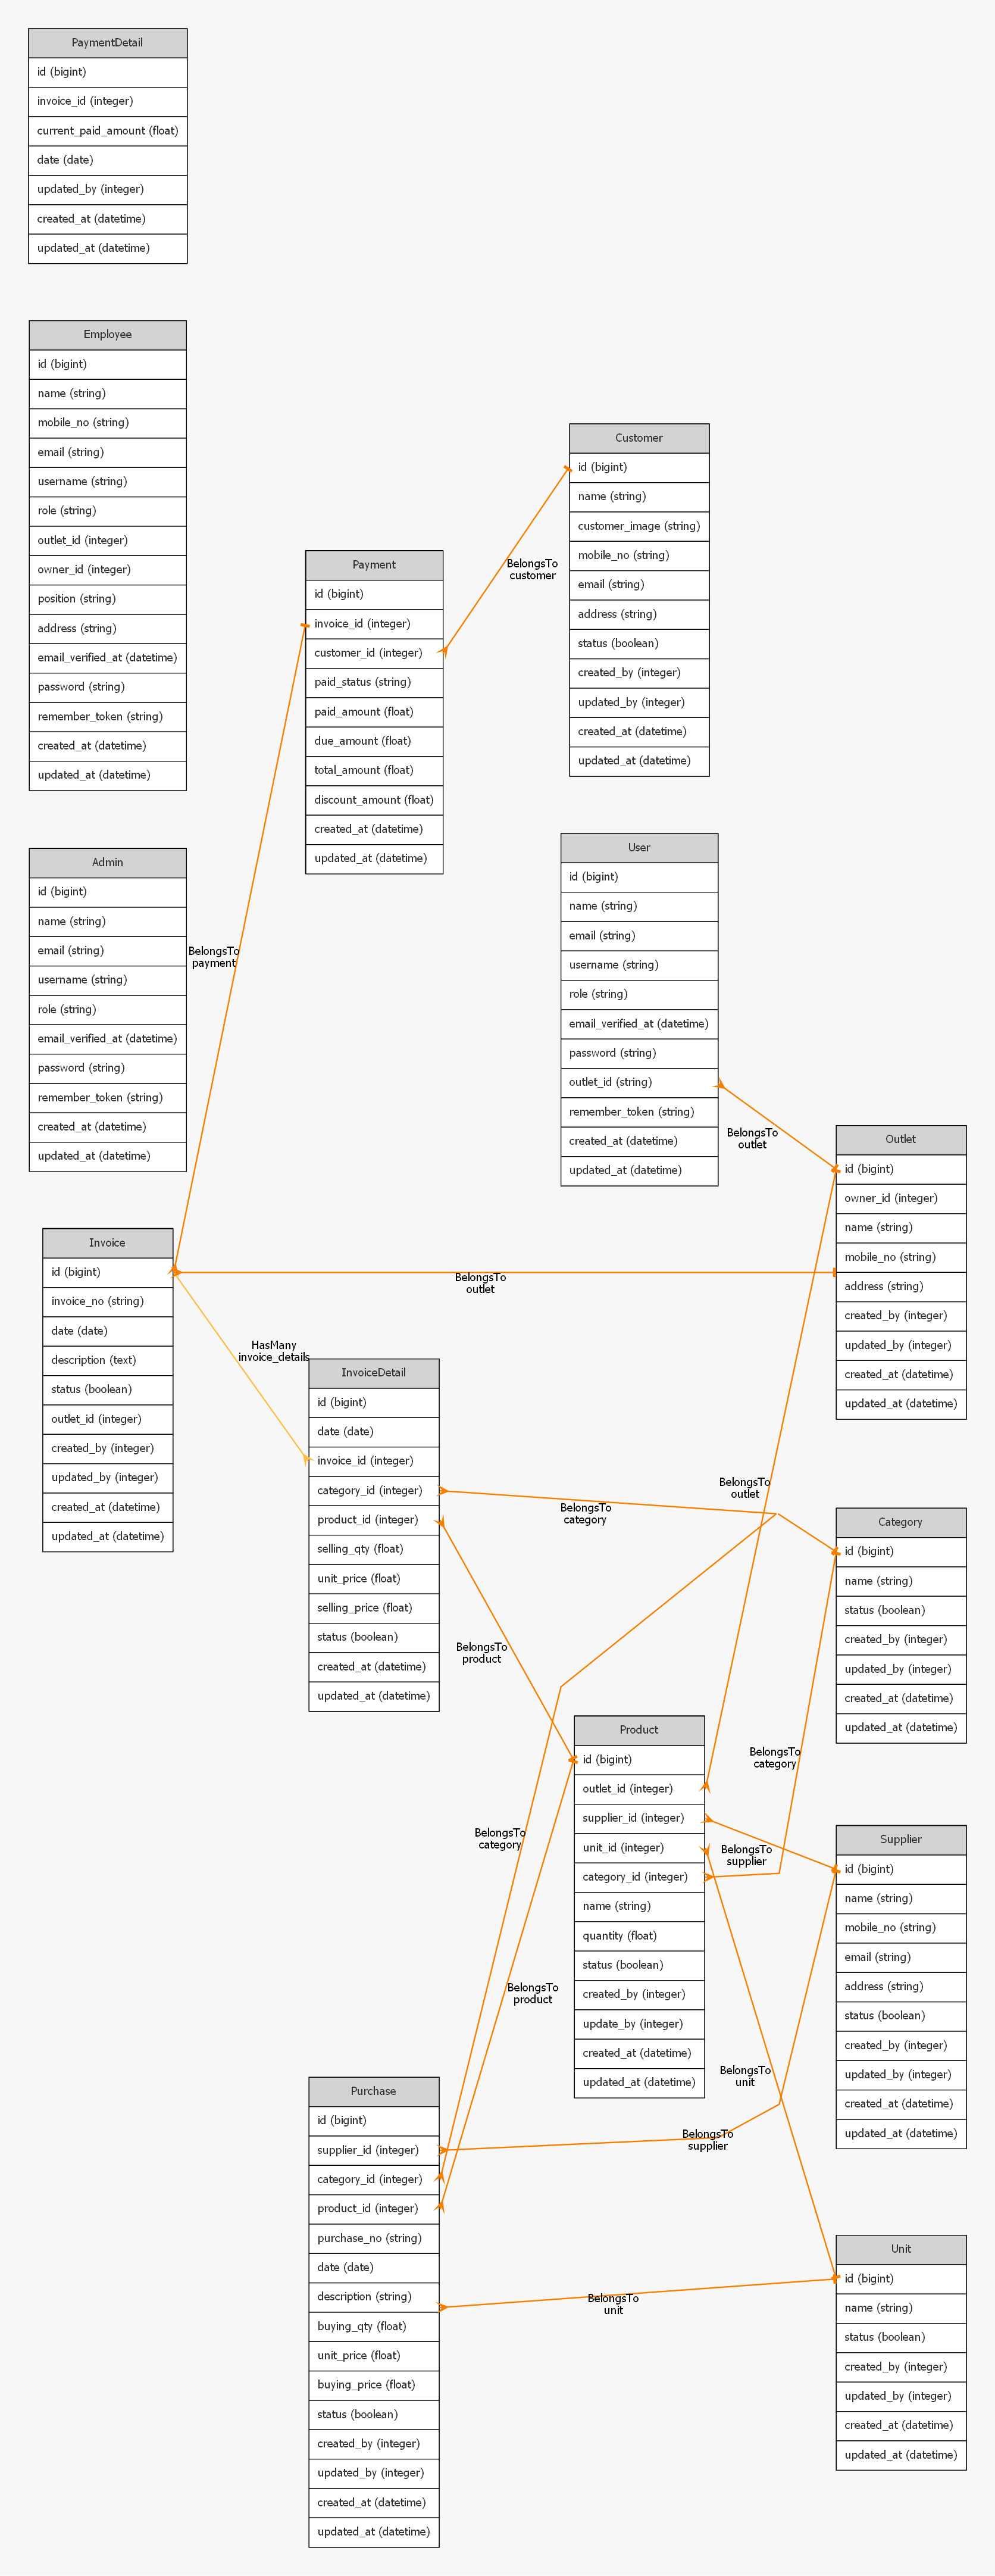 PaymentDetail
id (bigint)
invoice_id (integer)
current_paid_amount (float)
date (date)
updated_by (integer)
created_at (datetime)
updated_at (datetime)
Employee
id (bigint)
name (string)
mobile_no (string)
email (string)
username (string)
role (string)
outlet_id (integer)
owner_id (integer)
position (string)
address (string)
email_verified_at (datetime)
password (string)
remember_token (string)
created_at (datetime)
updated_at (datetime)
Customer
id (bigint)
name (string)
customer_image (string)
mobile_no (string)
email (string)
address (string)
status (boolean)
created_by (integer)
updated_by (integer)
created_at (datetime)
updated_at (datetime)
BelongsTo
customer
Payment
id (bigint)
invoice_id (integer)
customer_id (integer)
paid_status (string)
paid_amount (float)
due_amount (float)
total_amount (float)
discount_amount (float)
created_at (datetime)
updated_at (datetime)
Admin
id (bigint)
name (string)
email (string)
username (string)
role (string)
email_verified_at (datetime)
password (string)
remember_token (string)
created_at (datetime)
updated_at (datetime)
BelongsTo
payment
User
id (bigint)
name (string)
email (string)
username (string)
role (string)
email_verified_at (datetime)
password (string)
outlet_id (string)
remember_token (string)
created_at (datetime)
updated_at (datetime)
BelongsTo
outlet
Outlet
id (bigint)
owner_id (integer)
name (string)
mobile_no (string)
address (string)
created_by (integer)
updated_by (integer)
created_at (datetime)
updated_at (datetime)
Invoice
id (bigint)
invoice_no (string)
date (date)
description (text)
status (boolean)
outlet_id (integer)
created_by (integer)
updated_by (integer)
created_at (datetime)
updated_at (datetime)
BelongsTo
outlet
HasMany
invoice_details
InvoiceDetail
id (bigint)
date (date)
invoice_id (integer)
category_id (integer)
product_id (integer)
selling_qty (float)
unit_price (float)
selling_price (float)
status (boolean)
created_at (datetime)
updated_at (datetime)
BelongsTo
category
BelongsTo
outlet
Category
id (bigint)
name (string)
status (boolean)
created_by (integer)
updated_by (integer)
created_at (datetime)
updated_at (datetime)
BelongsTo
product
Product
id (bigint)
outlet_id (integer)
supplier_id (integer)
unit_id (integer)
category_id (integer)
name (string)
quantity (float)
status (boolean)
created_by (integer)
update_by (integer)
created_at (datetime)
updated_at (datetime)
BelongsTo
category
BelongsTo
category
BelongsTo
supplier
Supplier
id (bigint)
name (string)
mobile_no (string)
email (string)
address (string)
status (boolean)
created_by (integer)
updated_by (integer)
created_at (datetime)
updated_at (datetime)
BelongsTo
product
BelongsTo
unit
BelongsTo
supplier
Purchase
id (bigint)
supplier_id (integer)
category_id (integer)
product_id (integer)
purchase_no (string)
date (date)
description (string)
buying_qty (float)
unit_price (float)
buying_price (float)
status (boolean)
created_by (integer)
updated_by (integer)
created_at (datetime)
updated_at (datetime)
BelongsTo
unit
Unit
id (bigint)
name (string)
status (boolean)
created_by (integer)
updated_by (integer)
created_at (datetime)
updated_at (datetime)